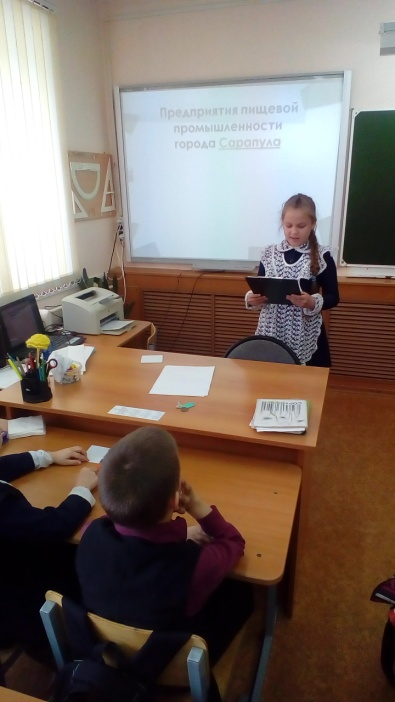 Предприятия пищевой
промышленности
города Сарапула